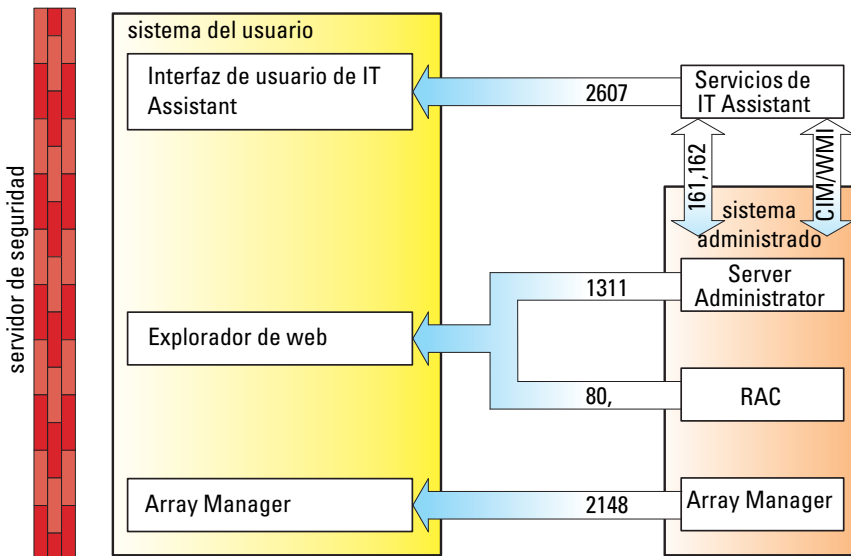 servidor de seguridad
sistema del usuario
Interfaz de usuario de IT
Assistant
2607
Servicios de
IT Assistant
161,162
CIM/WMI
sistema
administrado
1311
Server
Administrator
Explorador de web
80,
RAC
Array Manager
2148
Array Manager